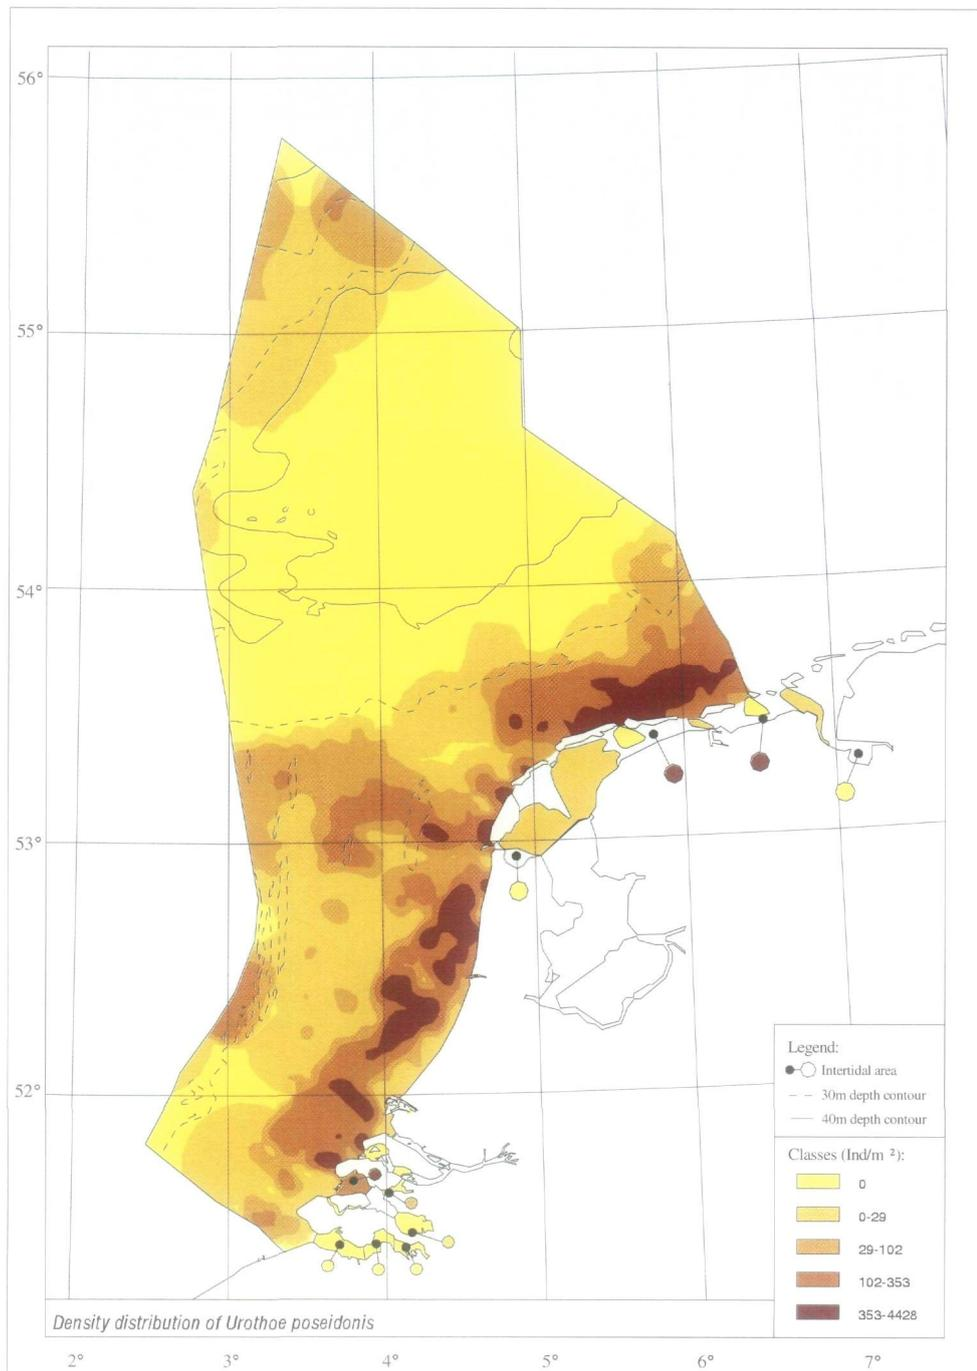 56°
55°
54°
53°
52°
Legend:
Intertidal area
30m depth contour
40m depth contour
Classes (Ind/m ²):
0
0-29
29-102
102-353
353-4428
Density distribution of Urothoe poseidonis
2° 3° 4° 5° 6° 7°